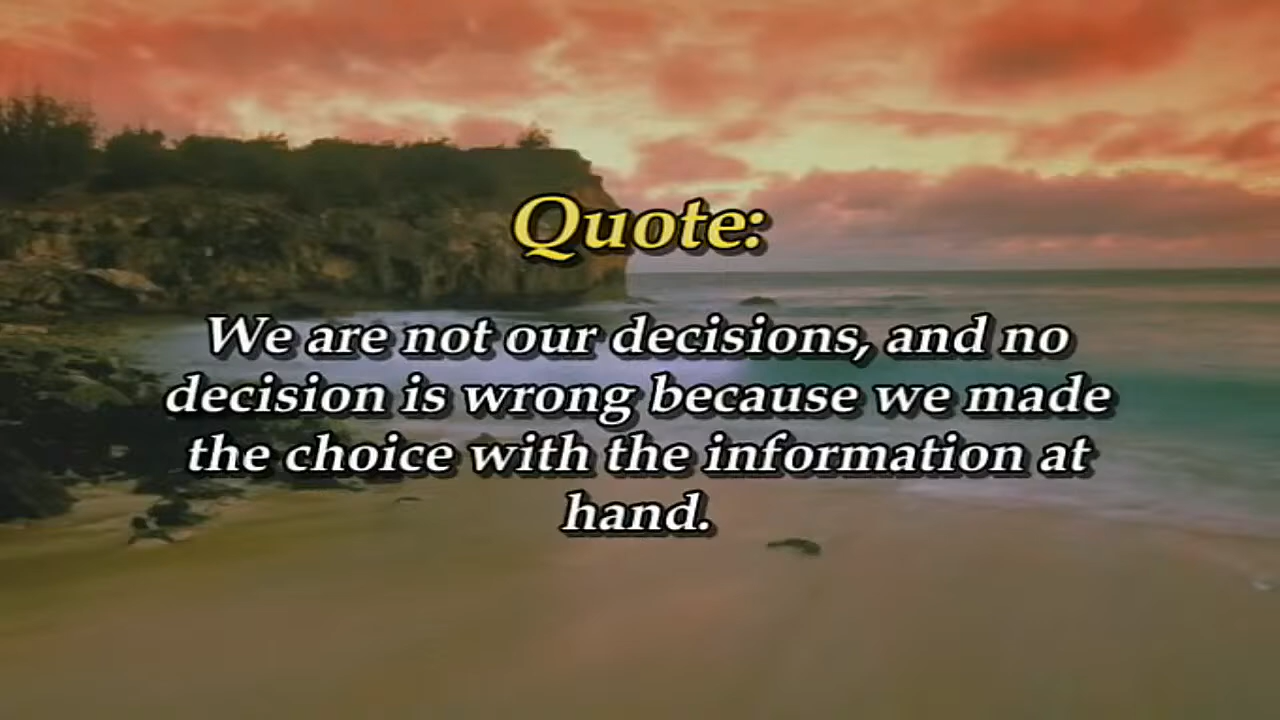 Quote:
We are not our decisions, and no
decision is wrong because we made
the choice with the information at
hand.